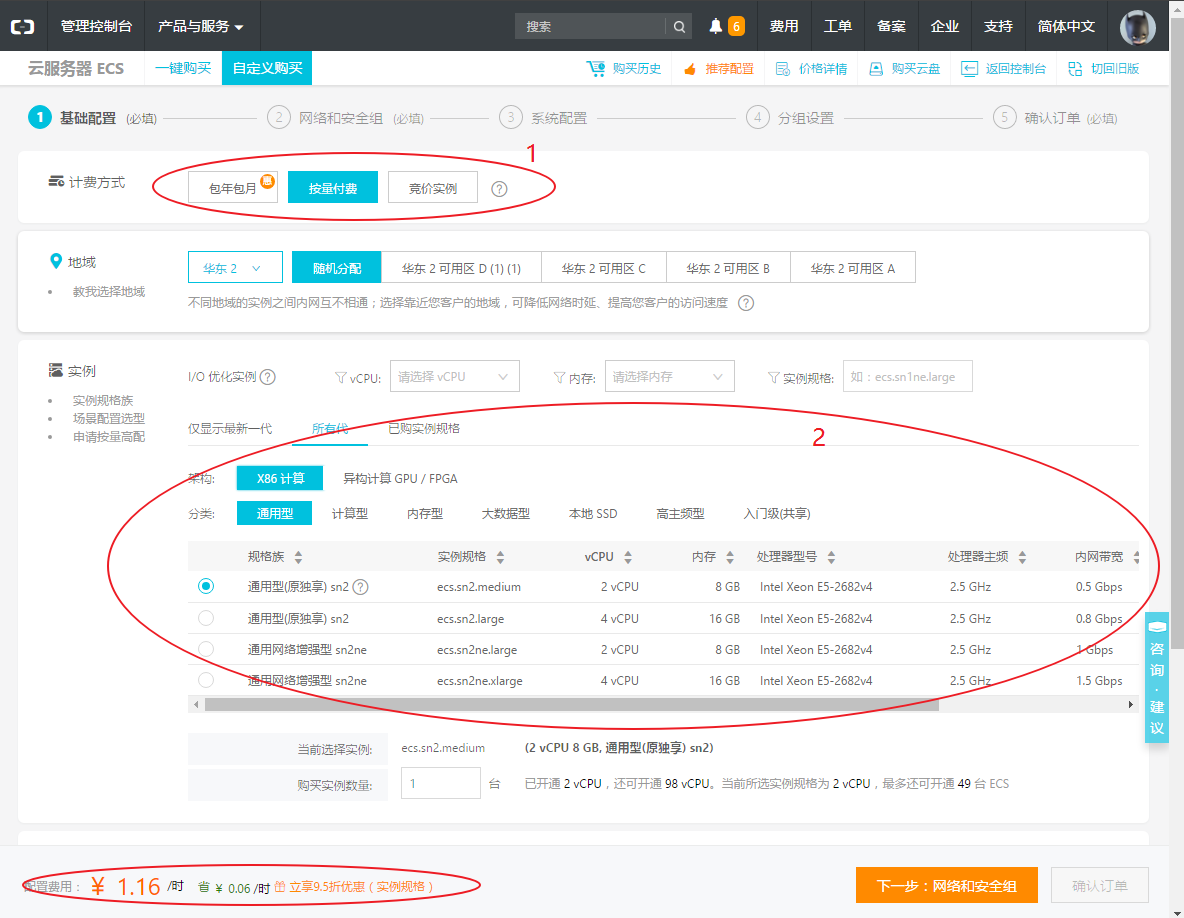 管理控制台 产品与服务 搜索 6 费用 工单 备案 企业 支持 简体中文
云服务器 ECS 一键购买 自定义购买 购买历史 推荐配置 价格详情 购买云盘 返回控制台 切回旧版
1 基础配置 (必填) 2 网络和安全组 (必填) 3 系统配置 4 分组设置 5 确认订单 (必填)
1
计费方式 包年包月 惠 按量付费 竞价实例 ?
地域 华东 2 随机分配 华东 2 可用区 D (1) (1) 华东 2 可用区 C 华东 2 可用区 B 华东 2 可用区 A
教我选择地域
不同地域的实例之间内网互不相通；选择靠近您客户的地域，可降低网络时延、提高您客户的访问速度 ?
实例 I/O 优化实例 ? vCPU: 请选择 vCPU 内存: 请选择内存 实例规格: 如：ecs.sn1ne.large
实例规格族
场景配置选型
申请按量高配
仅显示最新一代 所有代 已购实例规格
2
架构: X86 计算 异构计算 GPU / FPGA
分类: 通用型 计算型 内存型 大数据型 本地 SSD 高主频型 入门级(共享)
规格族 实例规格 vCPU 内存 处理器型号 处理器主频 内网带宽
通用型(原独享) sn2 ? ecs.sn2.medium 2 vCPU 8 GB Intel Xeon E5-2682v4 2.5 GHz 0.5 Gbps
通用型(原独享) sn2 ecs.sn2.large 4 vCPU 16 GB Intel Xeon E5-2682v4 2.5 GHz 0.8 Gbps
通用网络增强型 sn2ne ecs.sn2ne.large 2 vCPU 8 GB Intel Xeon E5-2682v4 2.5 GHz 1 Gbps
通用网络增强型 sn2ne ecs.sn2ne.xlarge 4 vCPU 16 GB Intel Xeon E5-2682v4 2.5 GHz 1.5 Gbps
咨询·建议
当前选择实例: ecs.sn2.medium (2 vCPU 8 GB, 通用型(原独享) sn2)
购买实例数量: 1 台 已开通 2 vCPU，还可开通 98 vCPU。当前所选实例规格为 2 vCPU，最多还可开通 49 台 ECS
配置费用： ¥ 1.16 /时 省 ¥ 0.06 /时 立享9.5折优惠（实例规格） 下一步：网络和安全组 确认订单